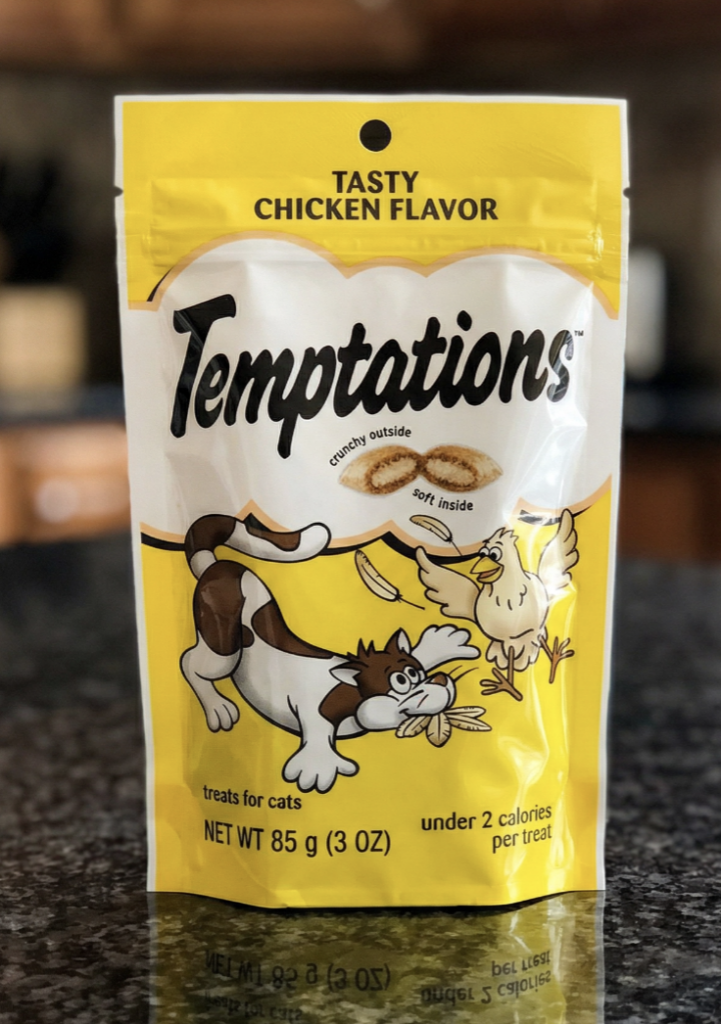 TASTY
CHICKEN FLAVOR
Temptations™
crunchy outside
soft inside
treats for cats
NET WT 85 g (3 OZ)
under 2 calories
per treat